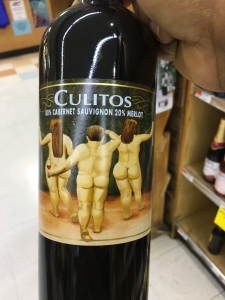 CULITOS
80% CABERNET SAUVIGNON 20% MERLOT